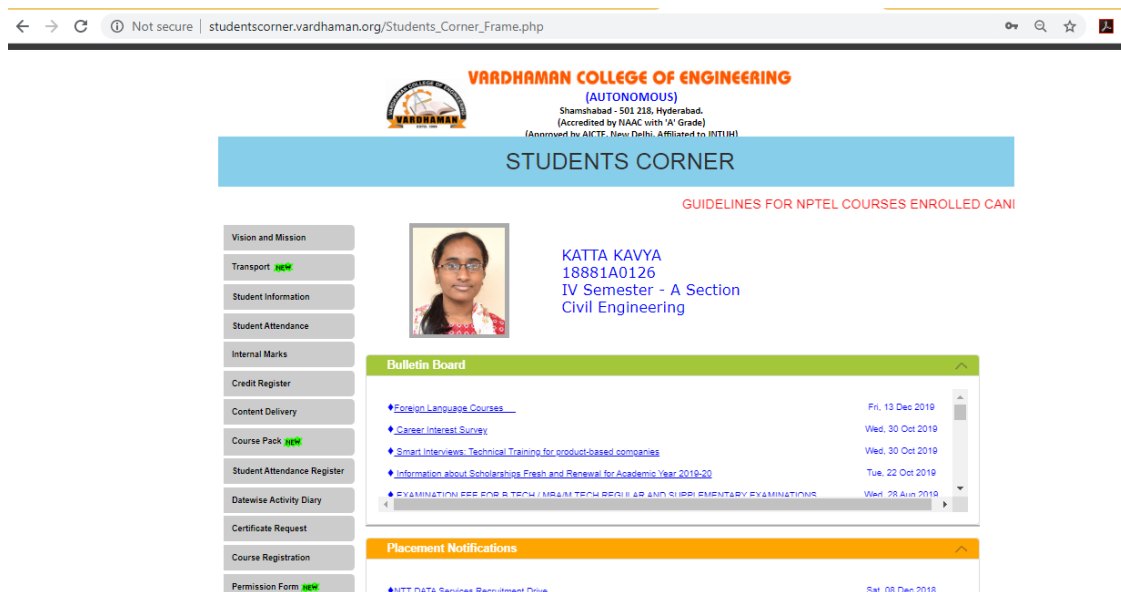 Not secure | studentscorner.vardhaman.org/Students_Corner_Frame.php
VARDHAMAN COLLEGE OF ENGINEERING
(AUTONOMOUS)
Shamshabad - 501 218, Hyderabad.
(Accredited by NAAC with 'A' Grade)
(Approved by AICTE, New Delhi, Affiliated to JNTUH)
VARDHAMAN
STUDENTS CORNER
GUIDELINES FOR NPTEL COURSES ENROLLED CANI
Vision and Mission
Transport NEW
Student Information
Student Attendance
Internal Marks
Credit Register
Content Delivery
Course Pack NEW
Student Attendance Register
Datewise Activity Diary
Certificate Request
Course Registration
Permission Form NEW
KATTA KAVYA
18881A0126
IV Semester - A Section
Civil Engineering
Bulletin Board
♦Foreign Language Courses Fri, 13 Dec 2019
♦ Career Interest Survey Wed, 30 Oct 2019
♦ Smart Interviews: Technical Training for product-based companies Wed, 30 Oct 2019
♦ Information about Scholarships Fresh and Renewal for Academic Year 2019-20 Tue, 22 Oct 2019
♦ EXAMINATION FEE FOR B.TECH / MBA/M.TECH REGULAR AND SUPPLEMENTARY EXAMINATIONS Wed, 28 Aug 2019
Placement Notifications
♦NTT DATA Services Recruitment Drive Sat, 08 Dec 2018